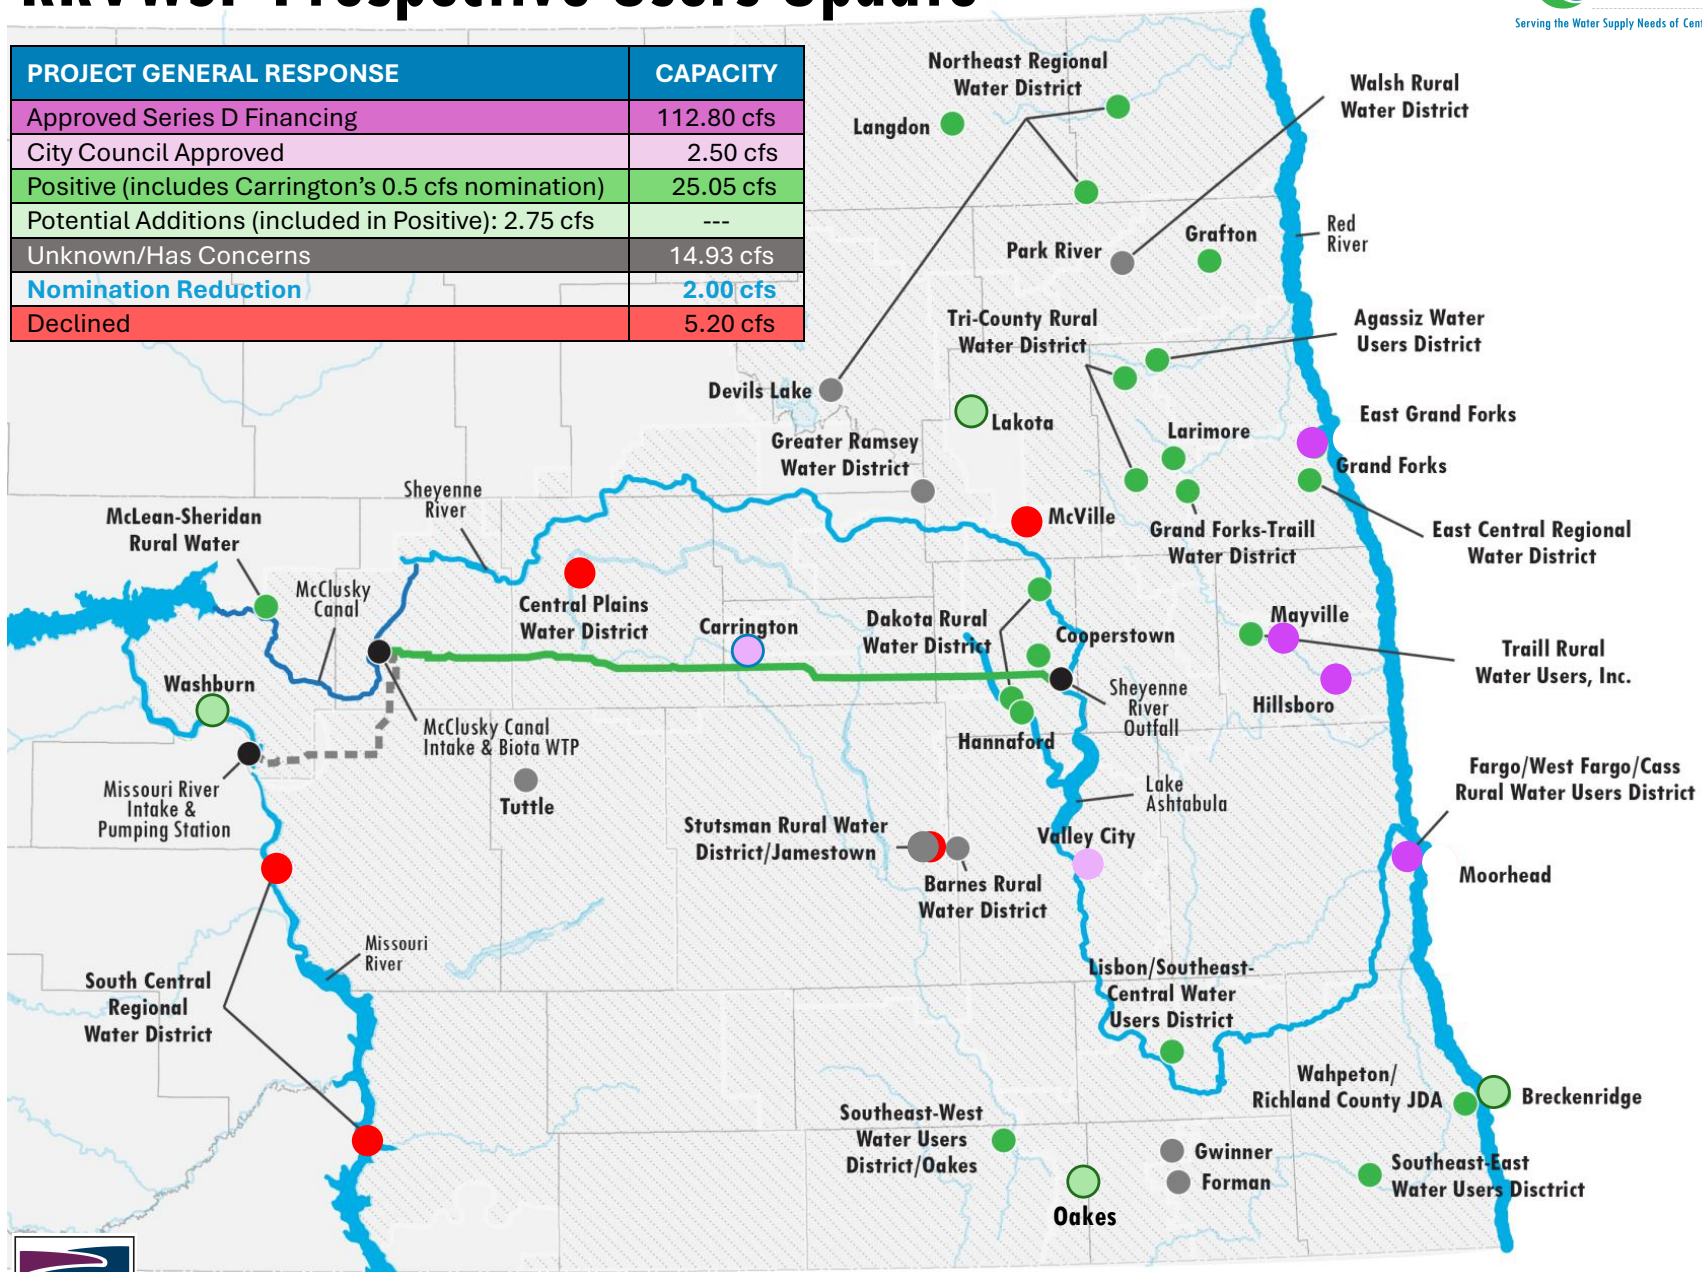 RRVWSP Prospective Users Update
Serving the Water Supply Needs of Cent
PROJECT GENERAL RESPONSE CAPACITY
Approved Series D Financing 112.80 cfs
City Council Approved 2.50 cfs
Positive (includes Carrington's 0.5 cfs nomination) 25.05 cfs
Potential Additions (included in Positive): 2.75 cfs ---
Unknown/Has Concerns 14.93 cfs
Nomination Reduction 2.00 cfs
Declined 5.20 cfs
Northeast Regional
Water District
Langdon
Walsh Rural
Water District
Park River
Grafton
Red
River
Tri-County Rural
Water District
Agassiz Water
Users District
Devils Lake
Lakota
East Grand Forks
Larimore
Greater Ramsey
Water District
Grand Forks
Sheyenne
River
McVille
McLean-Sheridan
Rural Water
Grand Forks-Traill
Water District
East Central Regional
Water District
McClusky
Canal
Central Plains
Water District
Carrington
Dakota Rural
Water District
Cooperstown
Mayville
Traill Rural
Water Users, Inc.
Washburn
Sheyenne
River
Outfall
Hillsboro
McClusky Canal
Intake & Biota WTP
Hannaford
Missouri River
Intake &
Pumping Station
Tuttle
Lake
Ashtabula
Fargo/West Fargo/Cass
Rural Water Users District
Stutsman Rural Water
District/Jamestown
Valley City
Barnes Rural
Water District
Moorhead
Missouri
River
South Central
Regional
Water District
Lisbon/Southeast-
Central Water
Users District
Wahpeton/
Richland County JDA
Breckenridge
Southeast-West
Water Users
District/Oakes
Gwinner
Forman
Southeast-East
Water Users Disctrict
Oakes